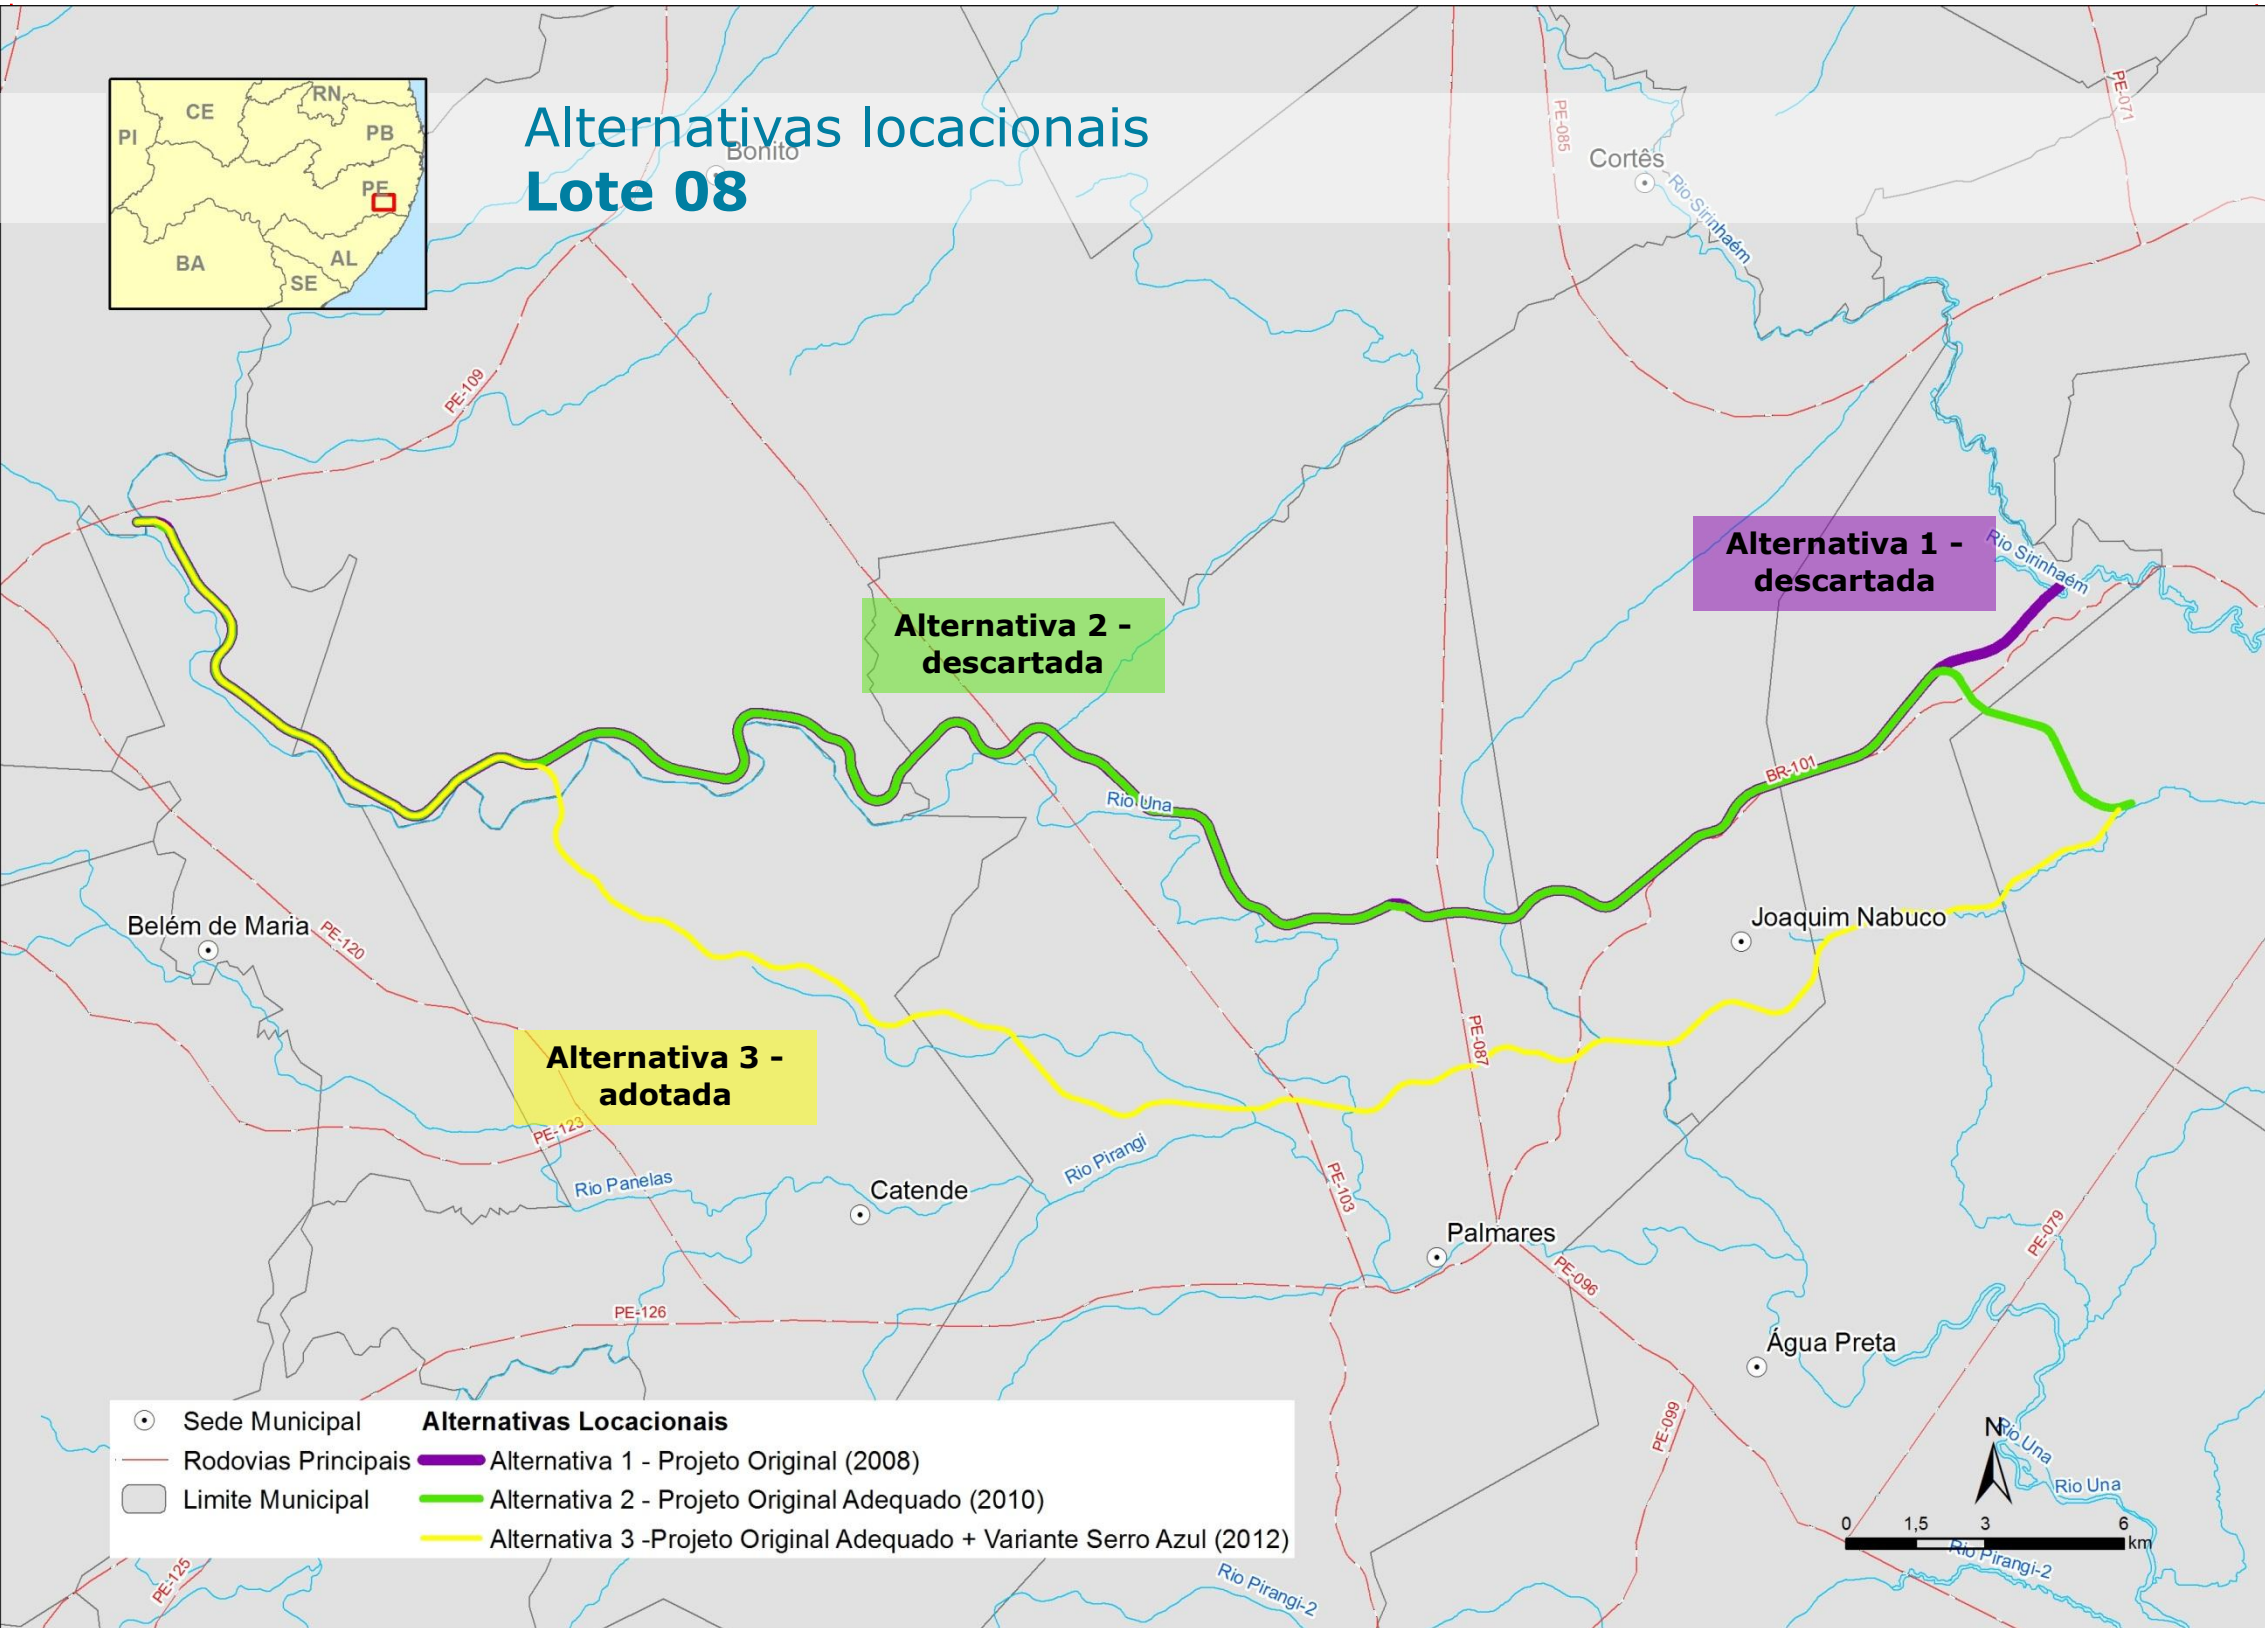 Alternativas locacionais
Lote 08
CE
RN
PI
PB
PE
BA
AL
SE
Bonito
Cortês
PE-085
PE-071
Rio Sirinhaém
PE-109
Alternativa 1 -
descartada
Rio Sirinhaém
Alternativa 2 -
descartada
BR-101
Rio Una
Belém de Maria
PE-120
Joaquim Nabuco
Alternativa 3 -
adotada
PE-087
PE-123
Rio Panelas
Rio Pirangi
Catende
PE-103
Palmares
PE-079
PE-096
PE-126
Água Preta
PE-099
Sede Municipal
Rodovias Principais
Limite Municipal
Alternativas Locacionais
Alternativa 1 - Projeto Original (2008)
Alternativa 2 - Projeto Original Adequado (2010)
Alternativa 3 -Projeto Original Adequado + Variante Serro Azul (2012)
N
Rio Una
Rio Una
0 1,5 3 6
km
Rio Pirangi-2
PE-125
Rio Pirangi-2